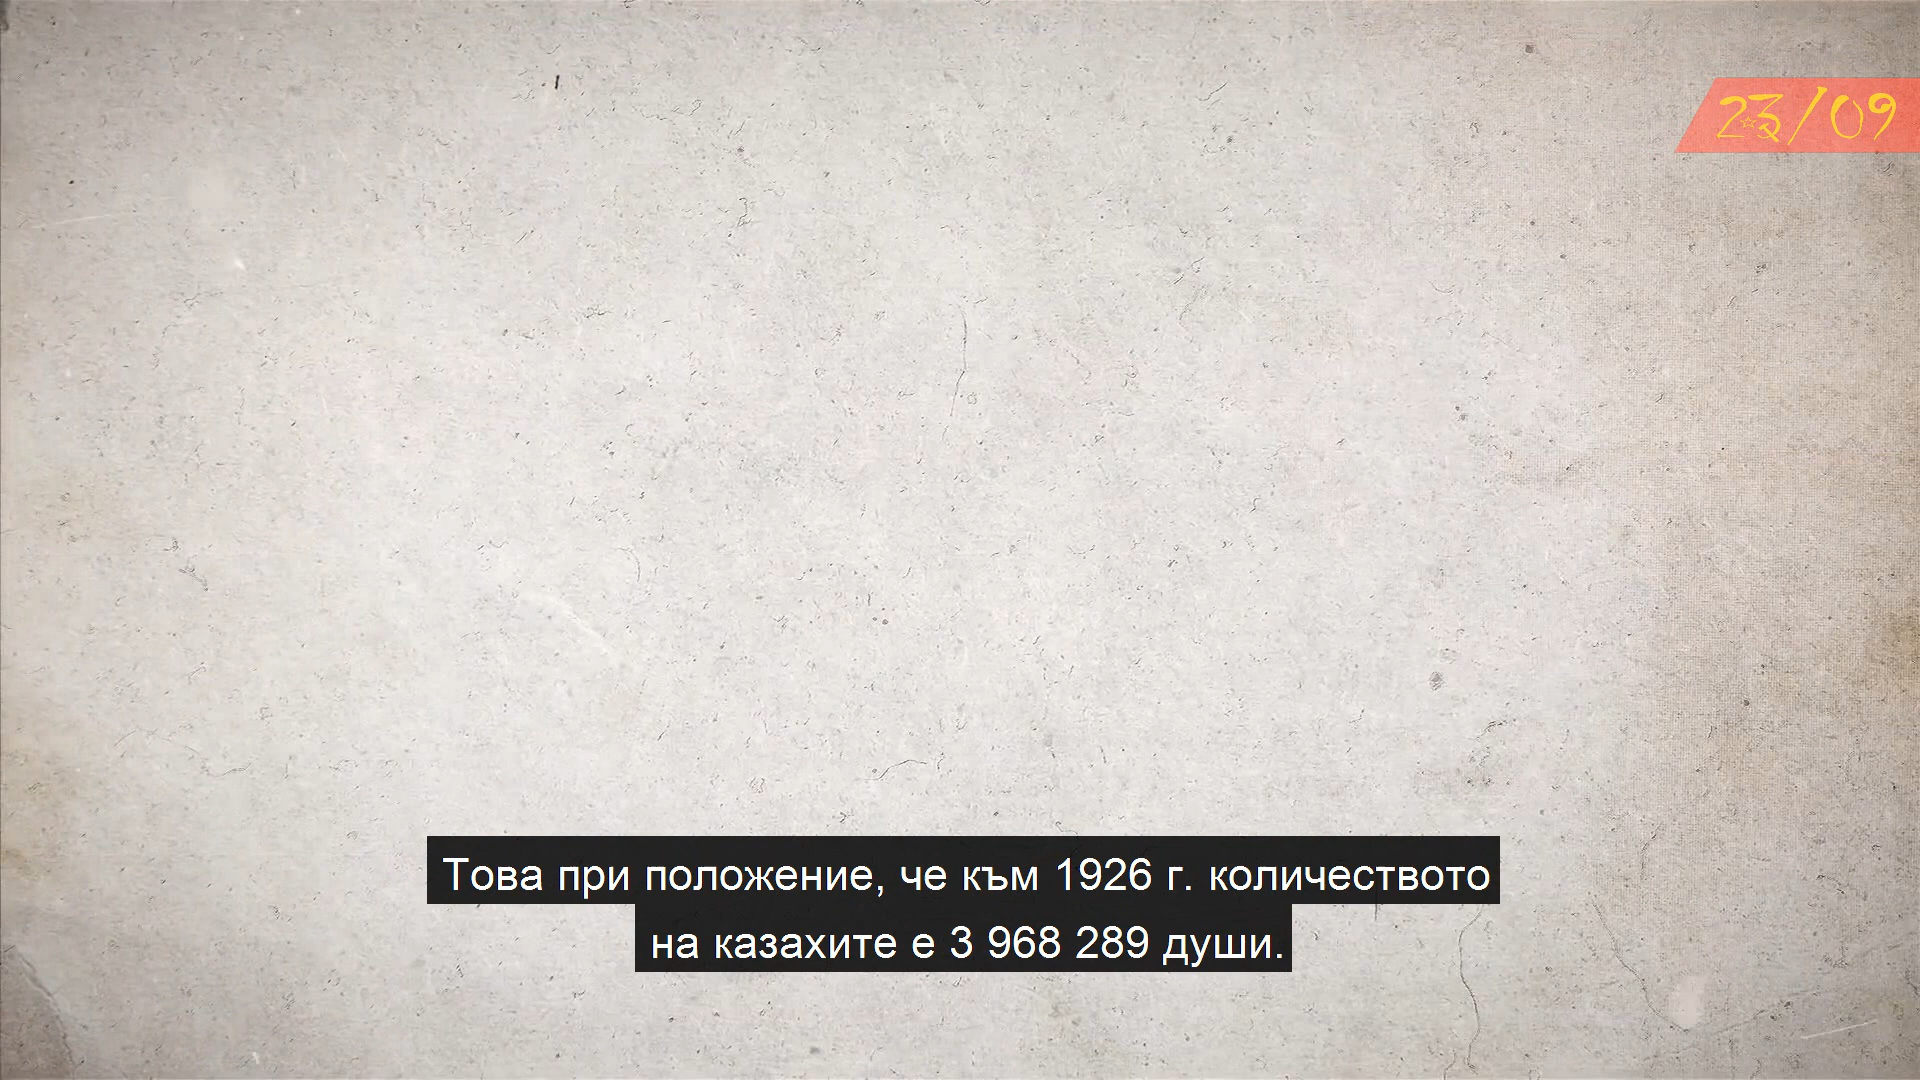 23/09
Това при положение, че към 1926 г. количеството
на казахите е 3 968 289 души.